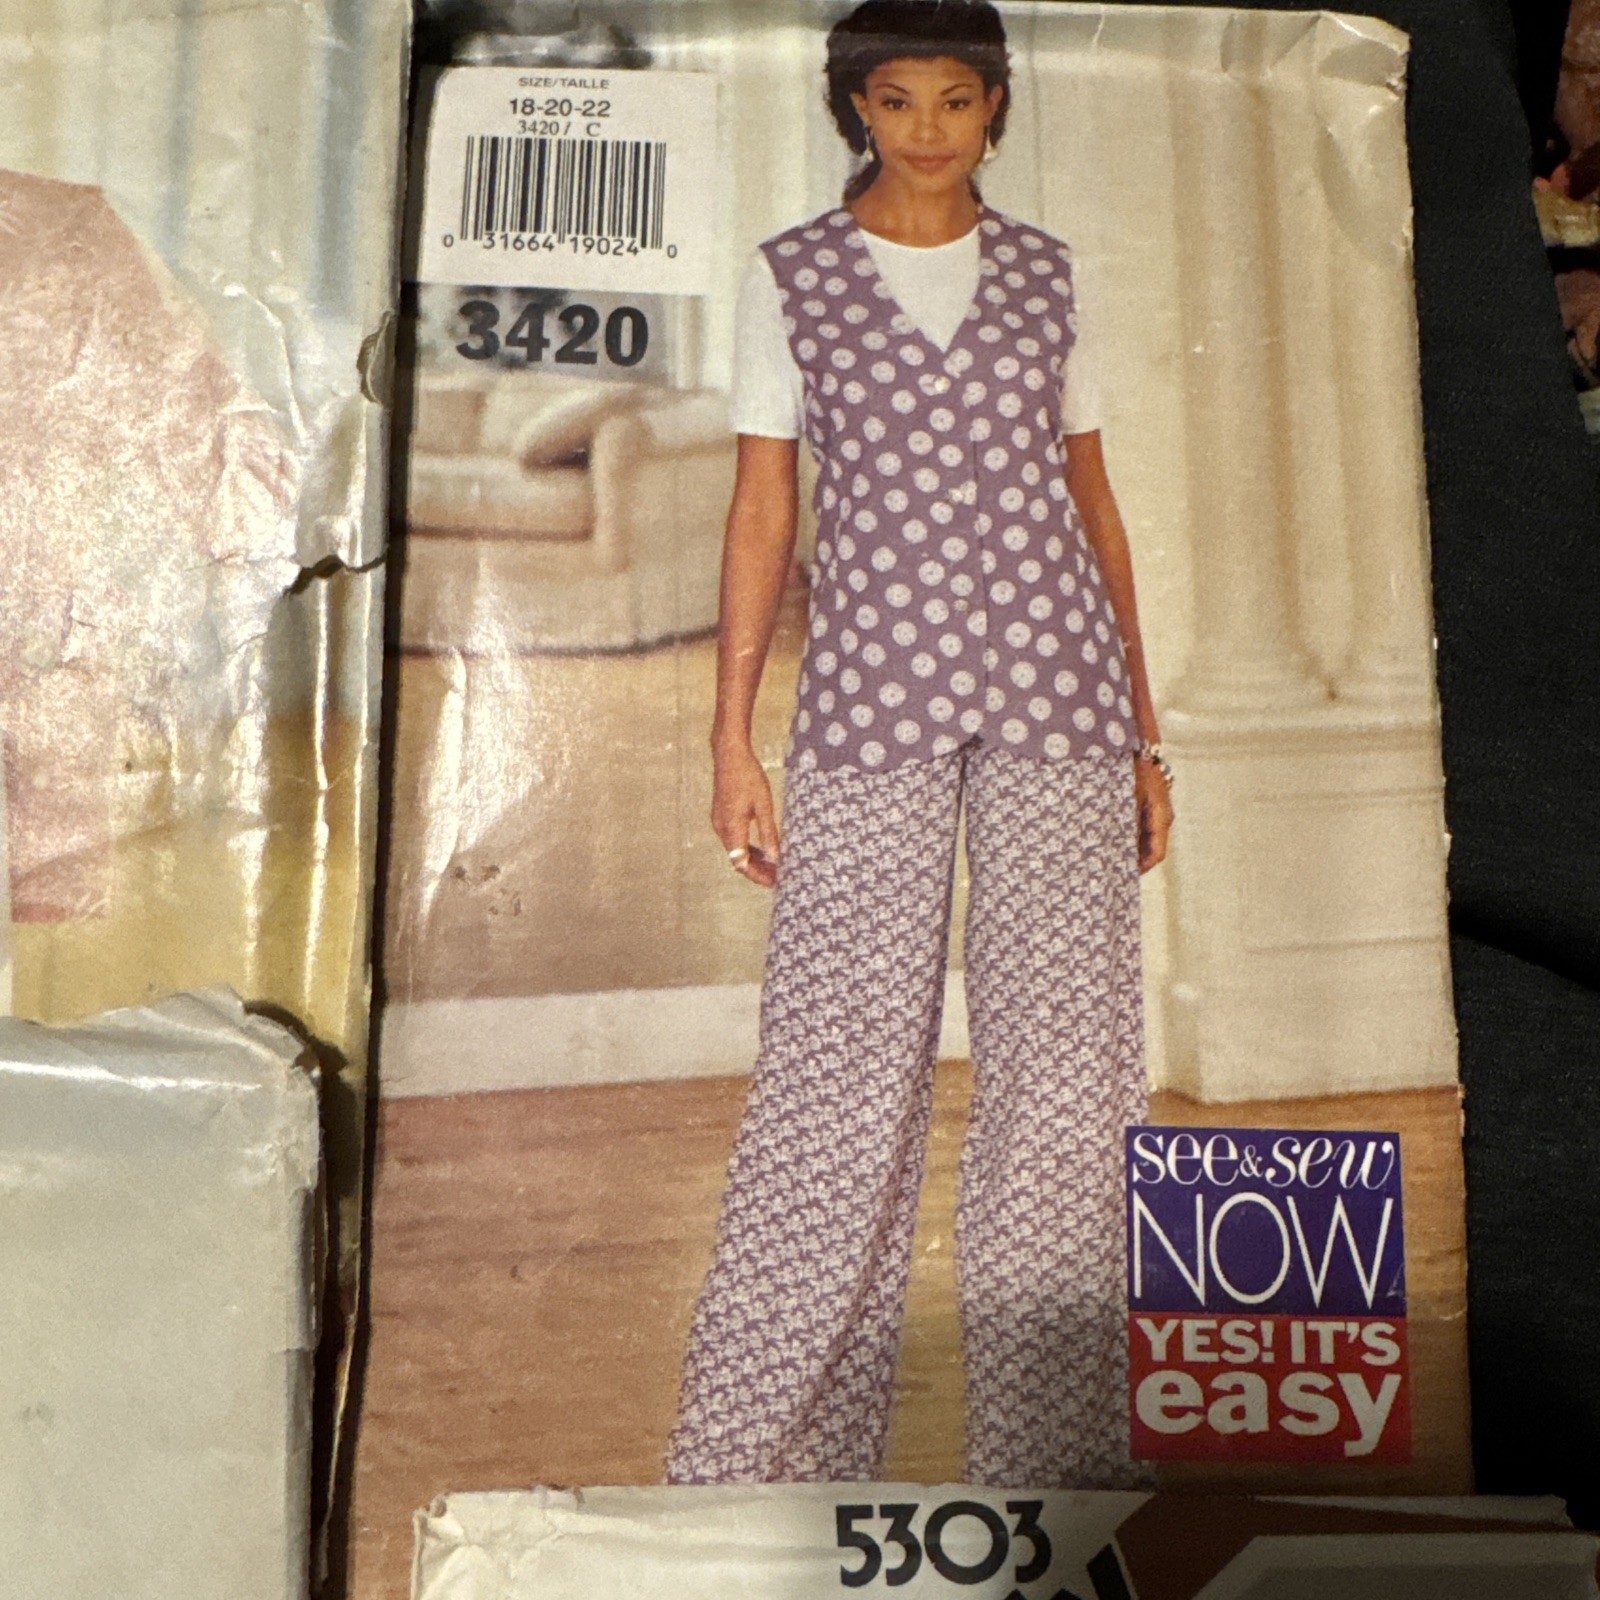 SIZE/TAILLE
18-20-22
3420/ C
0 31664 19024 0
3420
see & sew
NOW
YES! IT'S
easy
5303